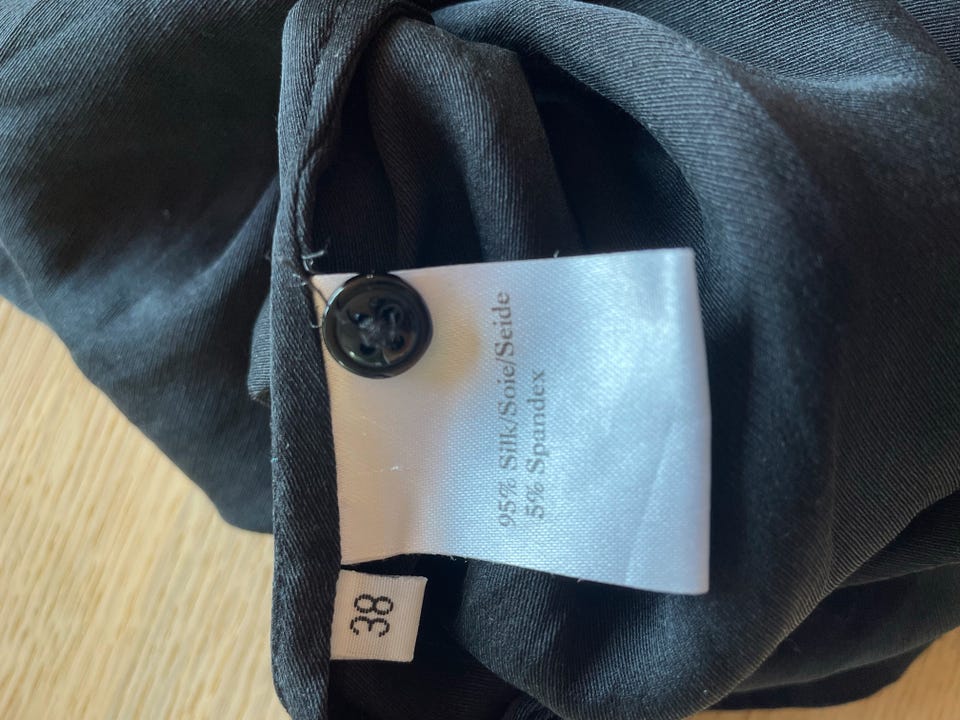 95% Silk/Soie/Seide
5% Spandex
38